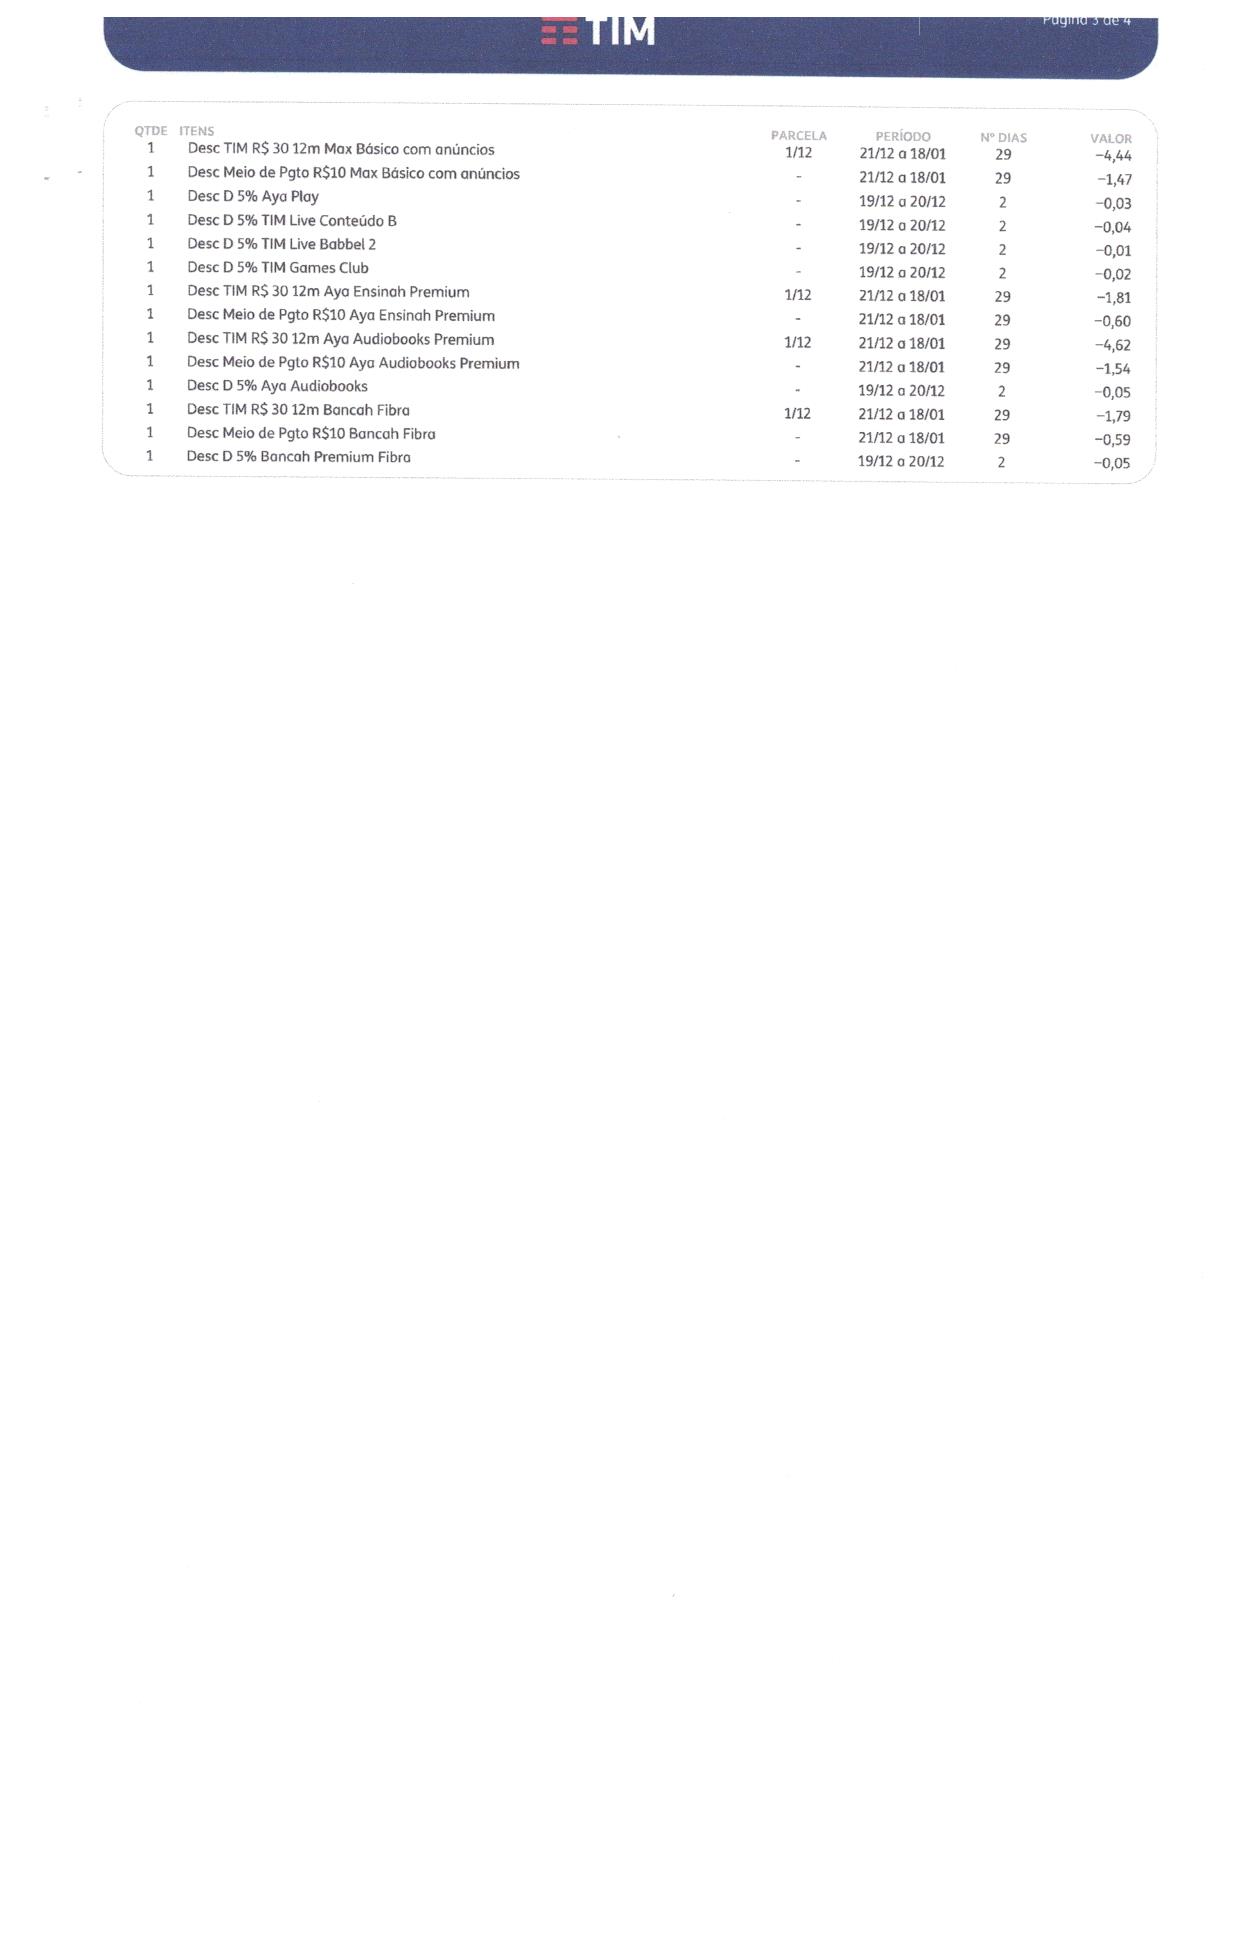 TIM
Página 3 de 4
QTDE ITENS PARCELA PERÍODO Nº DIAS VALOR
1 Desc TIM R$ 30 12m Max Básico com anúncios 1/12 21/12 a 18/01 29 −4,44
1 Desc Meio de Pgto R$10 Max Básico com anúncios - 21/12 a 18/01 29 −1,47
1 Desc D 5% Aya Play - 19/12 a 20/12 2 −0,03
1 Desc D 5% TIM Live Conteúdo B - 19/12 a 20/12 2 −0,04
1 Desc D 5% TIM Live Babbel 2 - 19/12 a 20/12 2 −0,01
1 Desc D 5% TIM Games Club - 19/12 a 20/12 2 −0,02
1 Desc TIM R$ 30 12m Aya Ensinah Premium 1/12 21/12 a 18/01 29 −1,81
1 Desc Meio de Pgto R$10 Aya Ensinah Premium - 21/12 a 18/01 29 −0,60
1 Desc TIM R$ 30 12m Aya Audiobooks Premium 1/12 21/12 a 18/01 29 −4,62
1 Desc Meio de Pgto R$10 Aya Audiobooks Premium - 21/12 a 18/01 29 −1,54
1 Desc D 5% Aya Audiobooks - 19/12 a 20/12 2 −0,05
1 Desc TIM R$ 30 12m Bancah Fibra 1/12 21/12 a 18/01 29 −1,79
1 Desc Meio de Pgto R$10 Bancah Fibra - 21/12 a 18/01 29 −0,59
1 Desc D 5% Bancah Premium Fibra - 19/12 a 20/12 2 −0,05